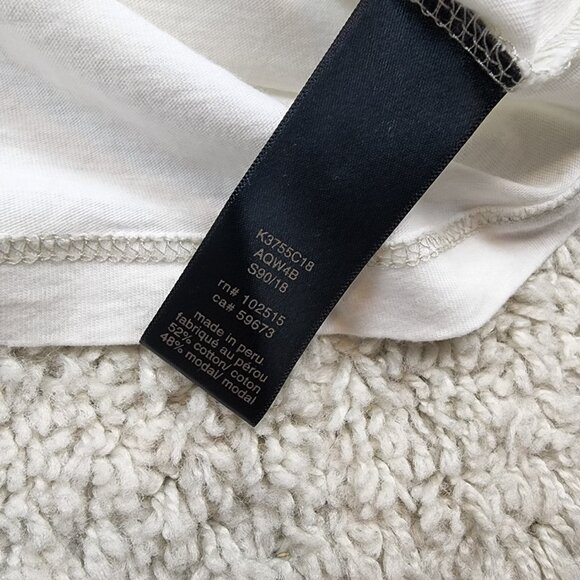 K3755C18
AQW4B
S90/18
rn# 102515
ca# 59673
made in peru
fabriqué au pérou
52% cotton/ coton
48% modal/ modal